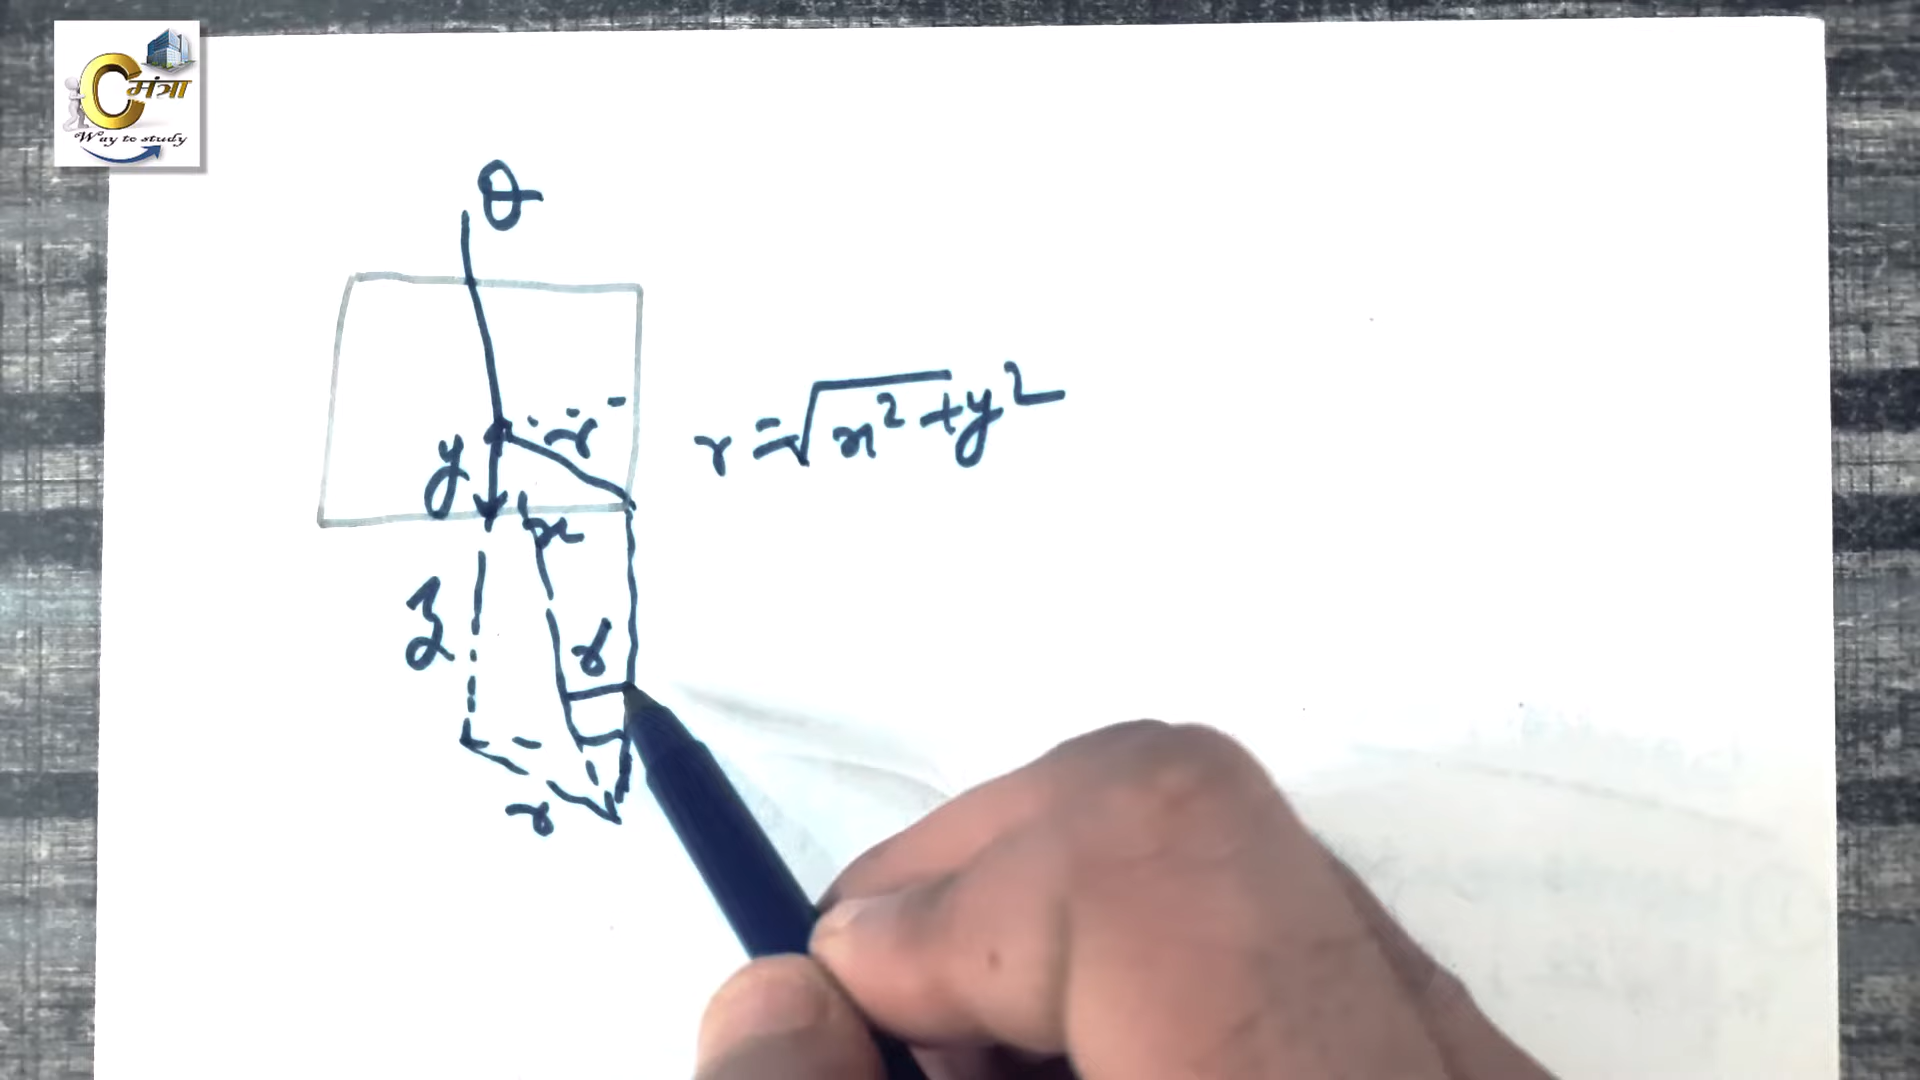 C मंत्रा
Way to study
Q
r
r = √x² + y²
y
x
z
r
r